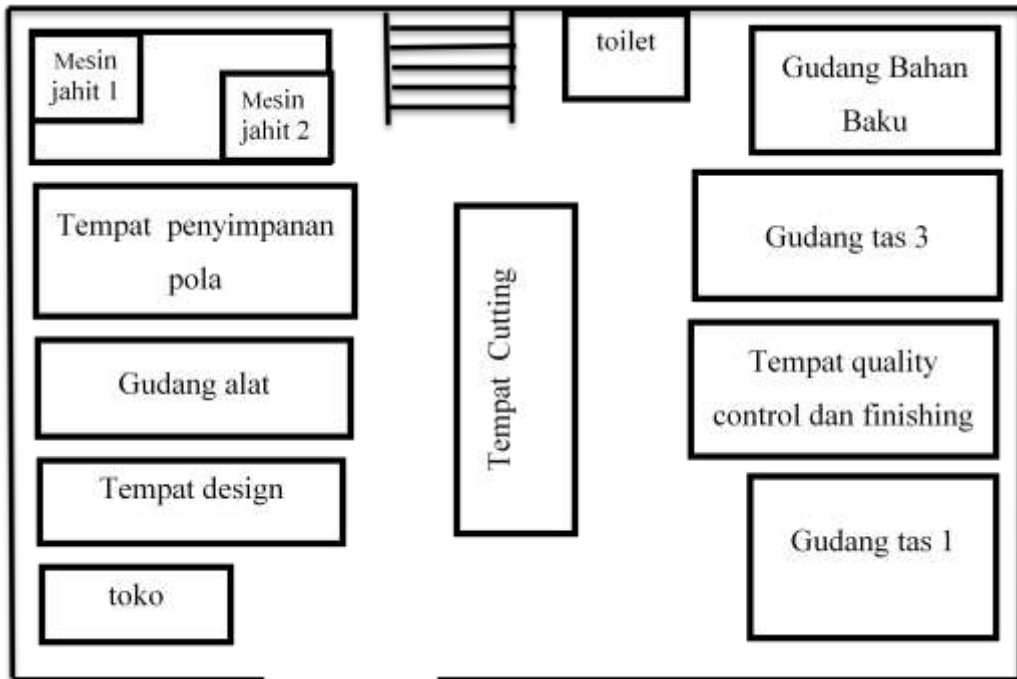 Mesin
jahit 1
Mesin
jahit 2
toilet
Gudang Bahan
Baku
Tempat penyimpanan
pola
Gudang tas 3
Tempat Cutting
Gudang alat
Tempat quality
control dan finishing
Tempat design
Gudang tas 1
toko